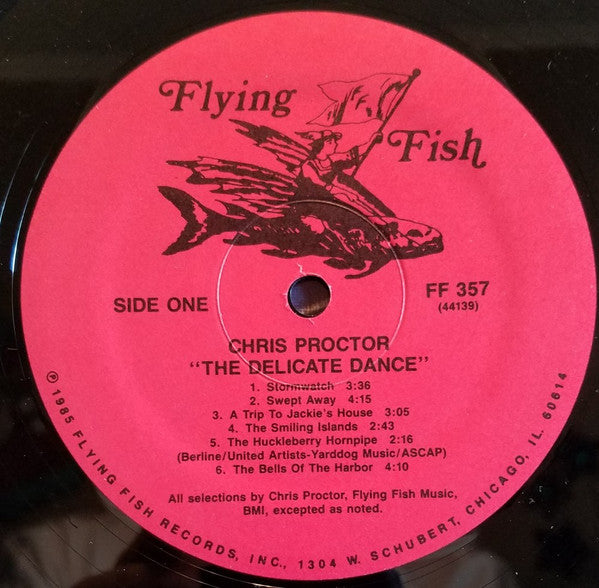 Flying
Fish
SIDE ONE
FF 357
(44139)
CHRIS PROCTOR
"THE DELICATE DANCE"
1. Stormwatch 3:36
2. Swept Away 4:15
3. A Trip To Jackie's House 3:05
4. The Smiling Islands 2:43
5. The Huckleberry Hornpipe 2:16
(Berline/United Artists-Yarddog Music/ASCAP)
6. The Bells Of The Harbor 4:10
All selections by Chris Proctor, Flying Fish Music,
BMI, excepted as noted.
℗ 1985 FLYING FISH RECORDS, INC., 1304 W. SCHUBERT, CHICAGO, IL. 60614